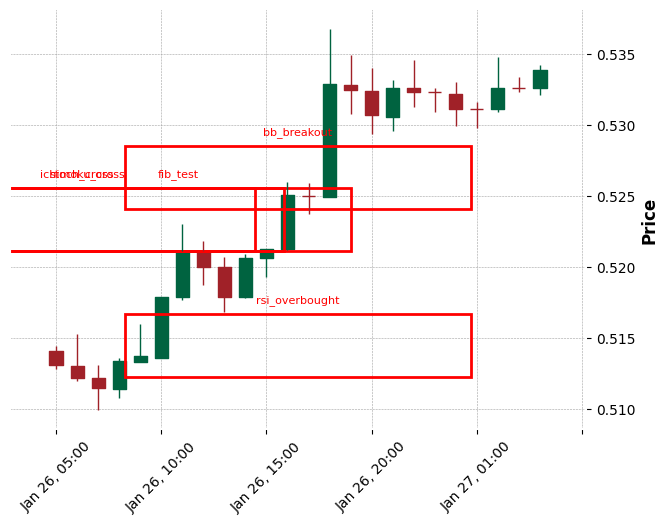 0.535
bb_breakout
0.530
ichimoku_cross
stoch_cross
fib_test
0.525
0.520
rsi_overbought
0.515
0.510
Price
Jan 26, 05:00
Jan 26, 10:00
Jan 26, 15:00
Jan 26, 20:00
Jan 27, 01:00